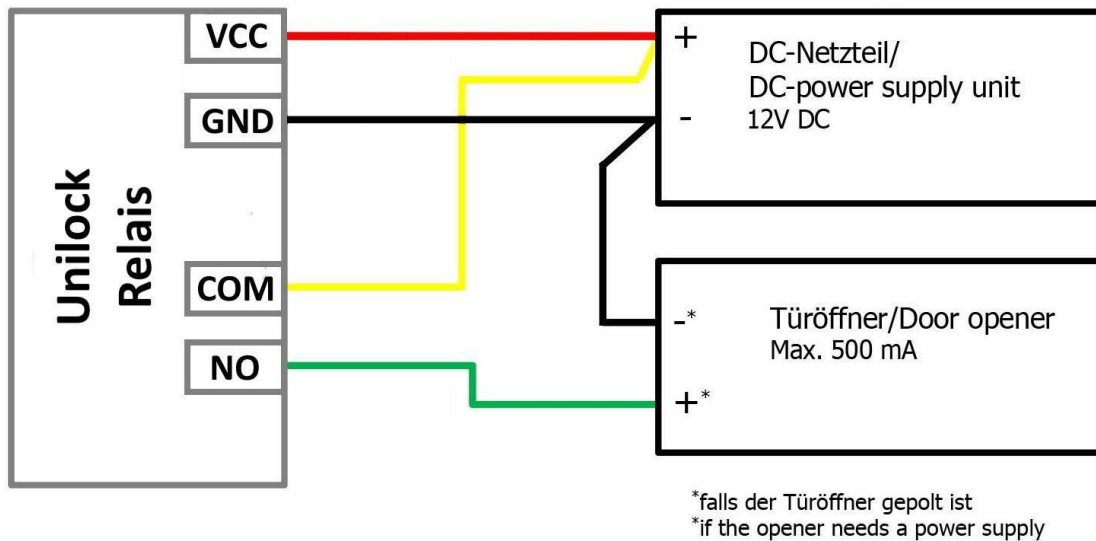 Unilock
Relais
VCC
GND
COM
NO
+
DC-Netzteil/
DC-power supply unit
12V DC
-
-*
Türöffner/Door opener
Max. 500 mA
+*
*falls der Türöffner gepolt ist
*if the opener needs a power supply